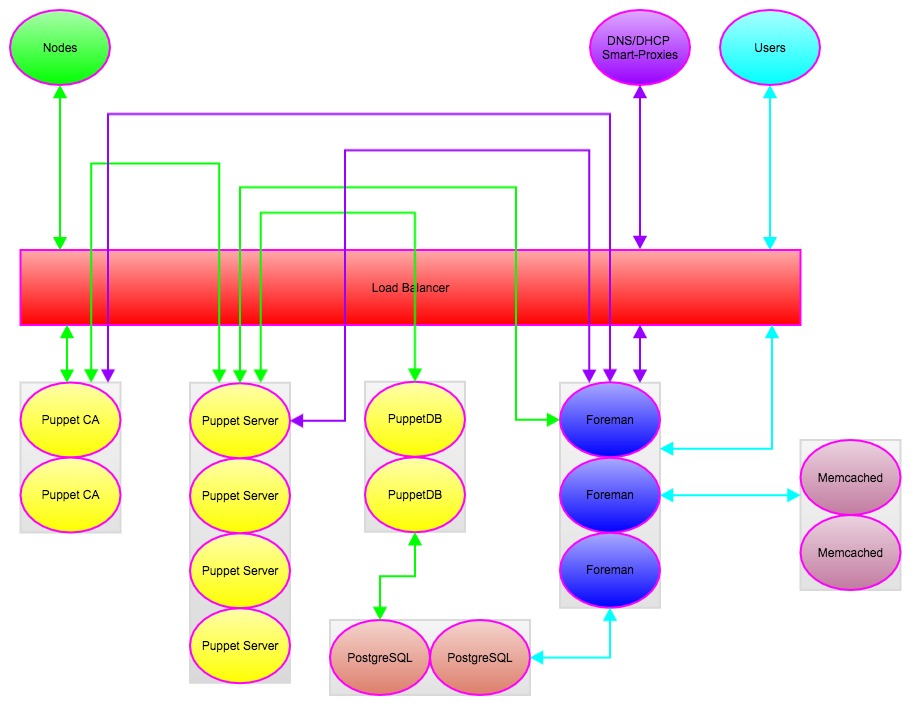 Nodes
DNS/DHCP
Smart-Proxies
Users
Load Balancer
Puppet CA
Puppet CA
Puppet Server
Puppet Server
Puppet Server
Puppet Server
PuppetDB
PuppetDB
Foreman
Foreman
Foreman
Memcached
Memcached
PostgreSQL
PostgreSQL